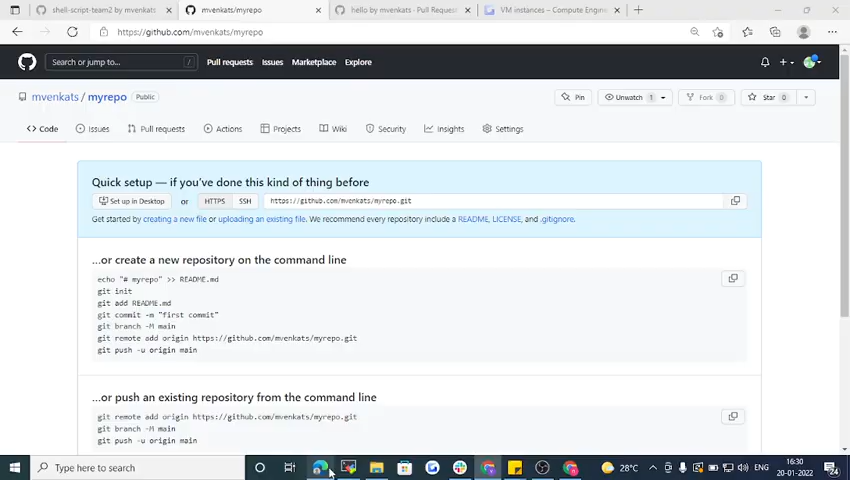 shell-script-team2 by mvenkats
mvenkats/myrepo
hello by mvenkats · Pull Reques
VM instances – Compute Engin
https://github.com/mvenkats/myrepo
Search or jump to... /
Pull requests Issues Marketplace Explore
mvenkats / myrepo Public
Pin
Unwatch 1
Fork 0
Star 0
Code Issues Pull requests Actions Projects Wiki Security Insights Settings
Quick setup — if you've done this kind of thing before
Set up in Desktop or HTTPS SSH https://github.com/mvenkats/myrepo.git
Get started by creating a new file or uploading an existing file. We recommend every repository include a README, LICENSE, and .gitignore.
...or create a new repository on the command line
echo "# myrepo" >> README.md
git init
git add README.md
git commit -m "first commit"
git branch -M main
git remote add origin https://github.com/mvenkats/myrepo.git
git push -u origin main
...or push an existing repository from the command line
git remote add origin https://github.com/mvenkats/myrepo.git
git branch -M main
git push -u origin main
Type here to search
28°C
ENG
16:30
20-01-2022
24